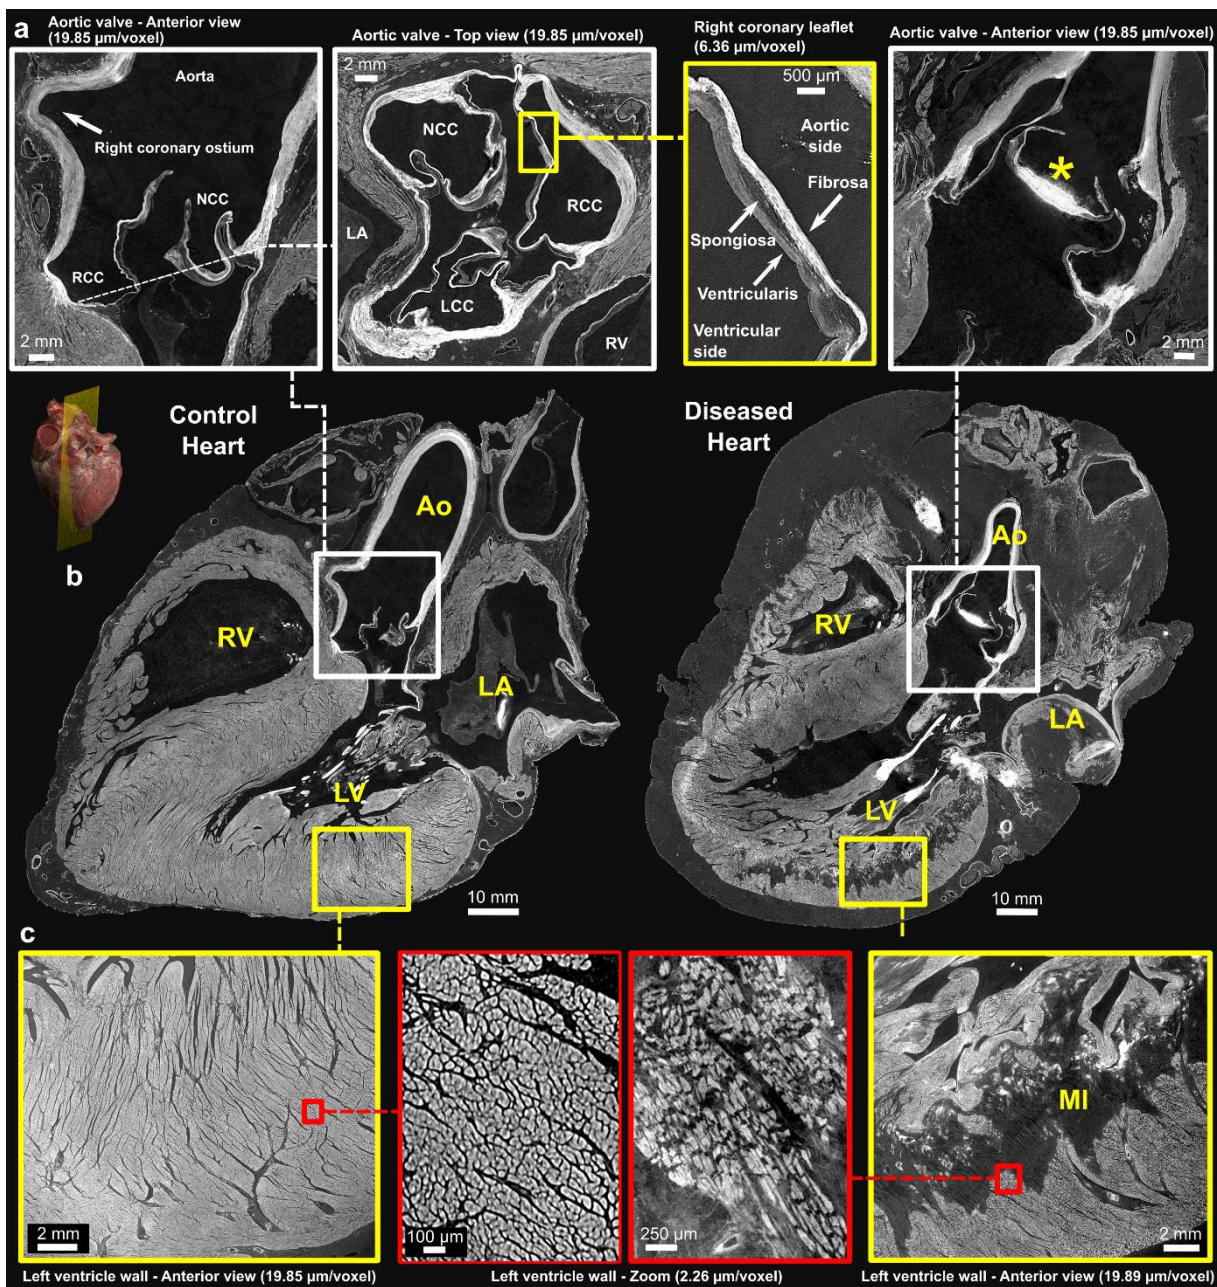 a
Aortic valve - Anterior view
(19.85 µm/voxel)
Aorta
Right coronary ostium
NCC
RCC
2 mm
Aortic valve - Top view (19.85 µm/voxel)
2 mm
NCC
RCC
LA
LCC
RV
Right coronary leaflet
(6.36 µm/voxel)
500 µm
Aortic
side
Fibrosa
Spongiosa
Ventricularis
Ventricular
side
Aortic valve - Anterior view (19.85 µm/voxel)
*
2 mm
b
Control
Heart
Ao
RV
LA
LV
10 mm
Diseased
Heart
Ao
RV
LA
LV
10 mm
c
2 mm
Left ventricle wall - Anterior view (19.85 µm/voxel)
100 µm
250 µm
Left ventricle wall - Zoom (2.26 µm/voxel)
MI
2 mm
Left ventricle wall - Anterior view (19.89 µm/voxel)